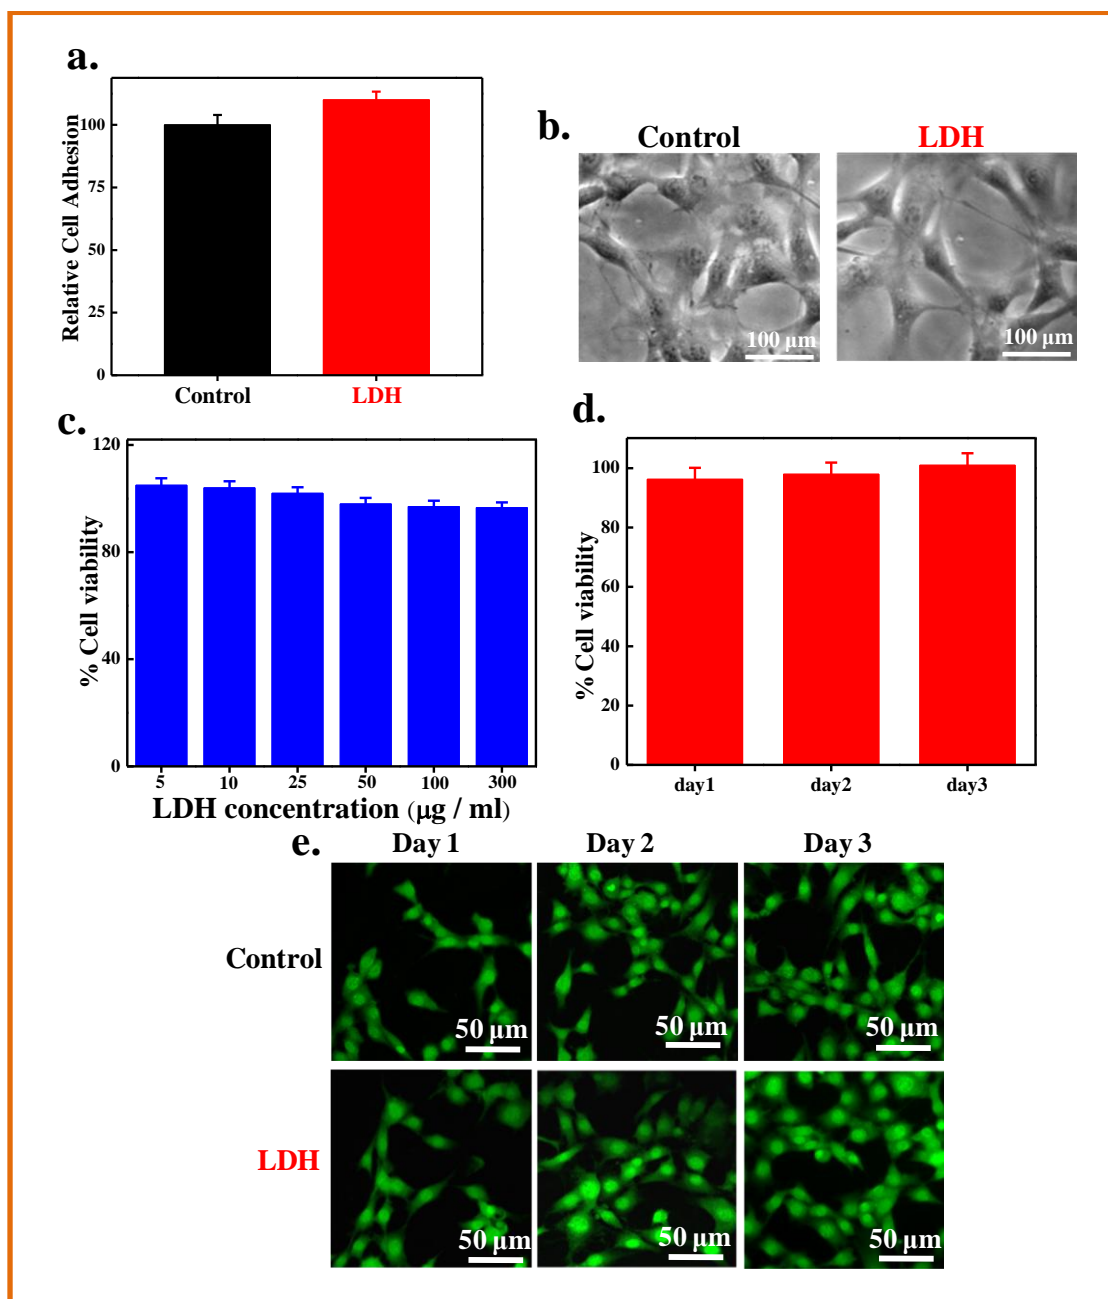 a.
Relative Cell Adhesion
100
75
50
25
0
Control
LDH
b.
Control
LDH
100 μm
100 μm
c.
% Cell viability
120
80
40
0
5 10 25 50 100 300
LDH concentration (μg / ml)
d.
% Cell viability
100
80
60
40
20
0
day1 day2 day3
e.
Day 1 Day 2 Day 3
Control
50 μm 50 μm 50 μm
LDH
50 μm 50 μm 50 μm